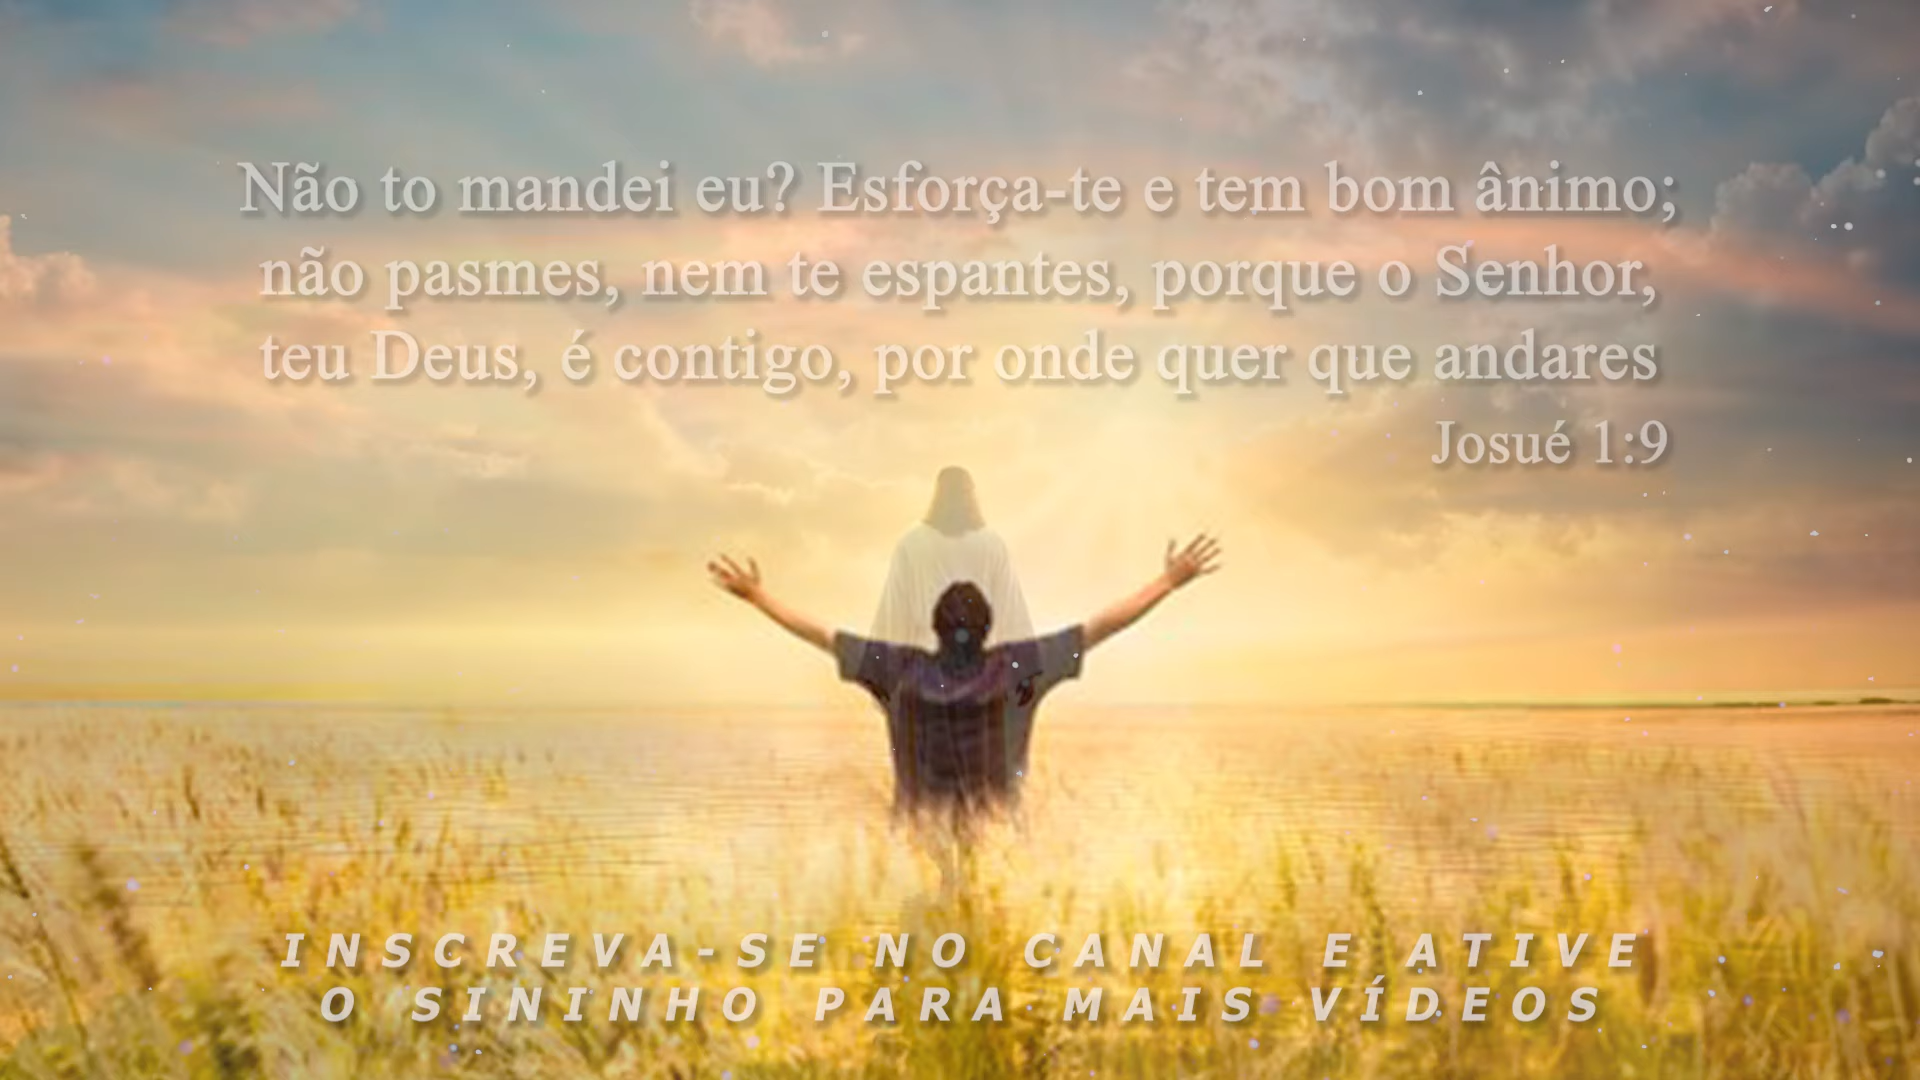 Não to mandei eu? Esforça-te e tem bom ânimo;
não pasmes, nem te espantes, porque o Senhor,
teu Deus, é contigo, por onde quer que andares
Josué 1:9
INSCREVA-SE NO CANAL E ATIVE
O SININHO PARA MAIS VÍDEOS